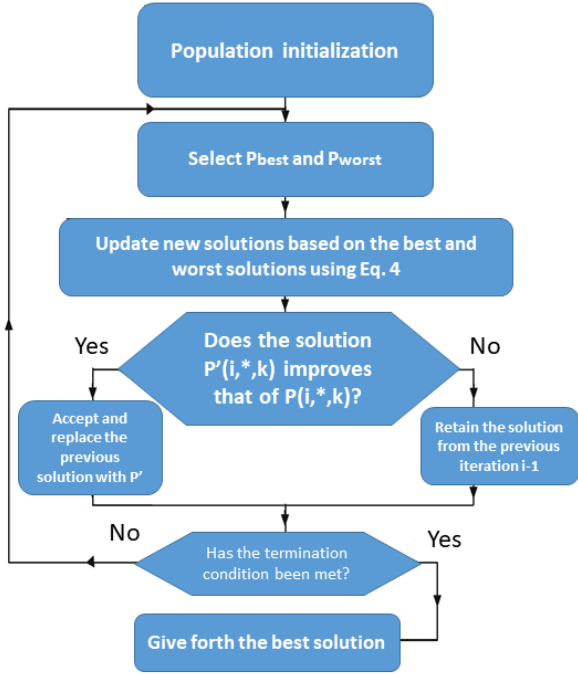 Population initialization
Select Pbest and Pworst
Update new solutions based on the best and
worst solutions using Eq. 4
Does the solution
P'(i,*,k) improves
that of P(i,*,k)?
Yes
No
Accept and
replace the
previous
solution with P'
Retain the solution
from the previous
iteration i-1
No
Has the termination
condition been met?
Yes
Give forth the best solution